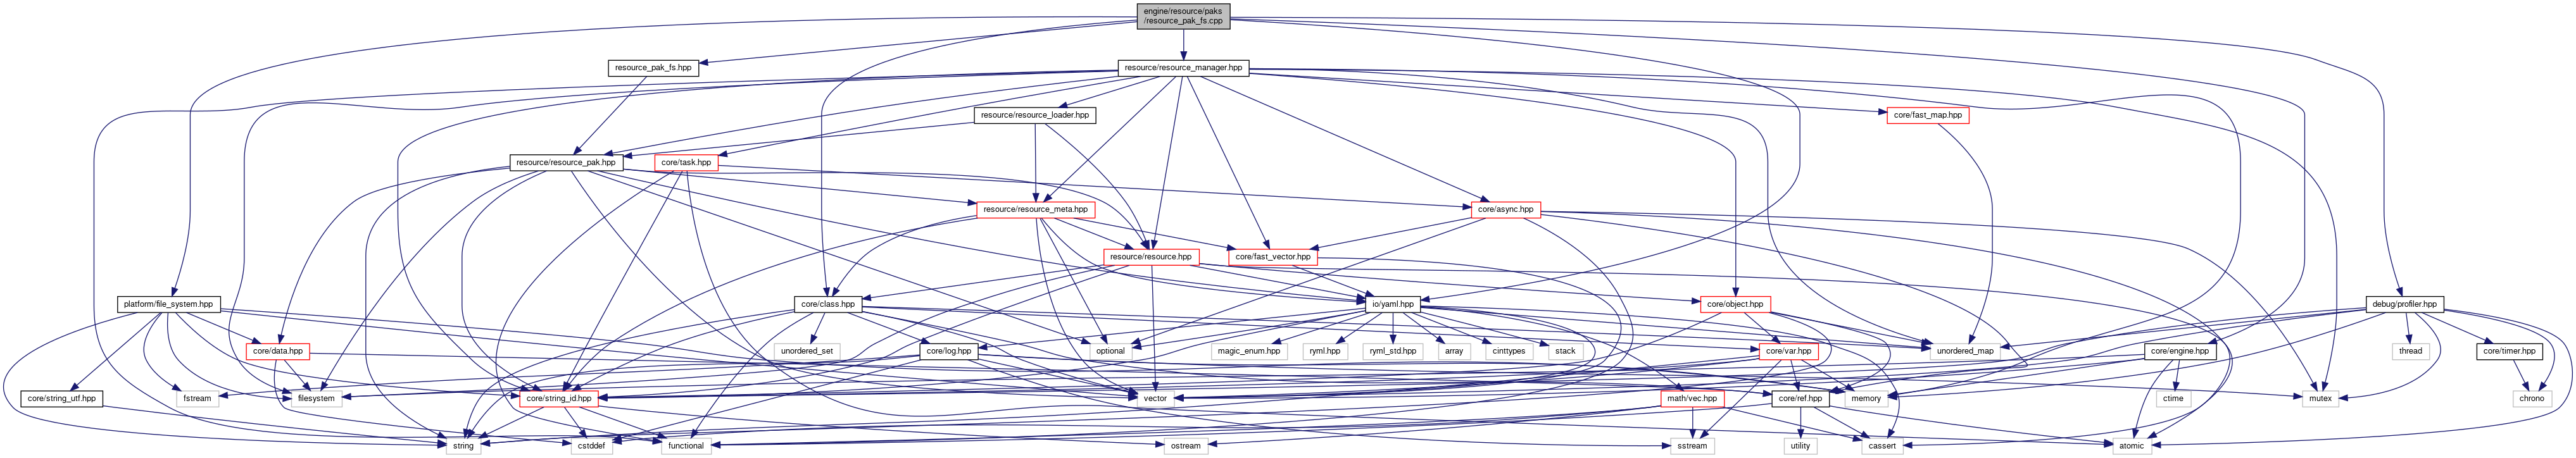 engine/resource/paks
/resource_pak_fs.cpp
resource_pak_fs.hpp
resource/resource_manager.hpp
resource/resource_loader.hpp
core/fast_map.hpp
resource/resource_pak.hpp
core/task.hpp
resource/resource_meta.hpp
core/async.hpp
resource/resource.hpp
core/fast_vector.hpp
platform/file_system.hpp
core/class.hpp
io/yaml.hpp
core/object.hpp
debug/profiler.hpp
core/data.hpp
unordered_set
core/log.hpp
optional
magic_enum.hpp
ryml.hpp
ryml_std.hpp
array
cinttypes
stack
core/var.hpp
unordered_map
core/engine.hpp
thread
core/timer.hpp
core/string_utf.hpp
fstream
filesystem
core/string_id.hpp
vector
math/vec.hpp
core/ref.hpp
memory
ctime
mutex
chrono
string
cstddef
functional
ostream
sstream
utility
cassert
atomic